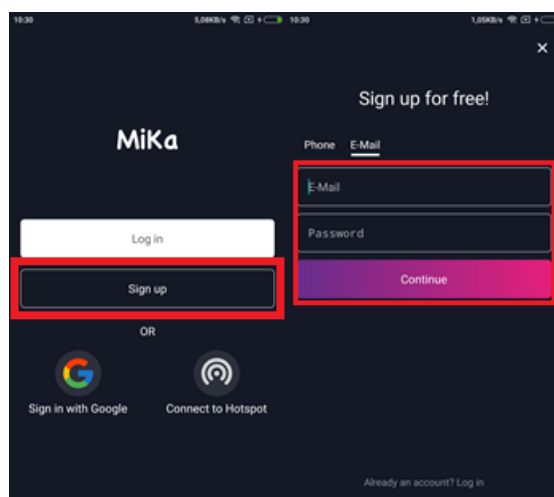 10:30 5,08KB/s
MiKa
Log in
Sign up
OR
Sign in with Google
Connect to Hotspot
10:30 1,05KB/s
Sign up for free!
Phone E-Mail
E-Mail
Password
Continue
Already an account? Log in